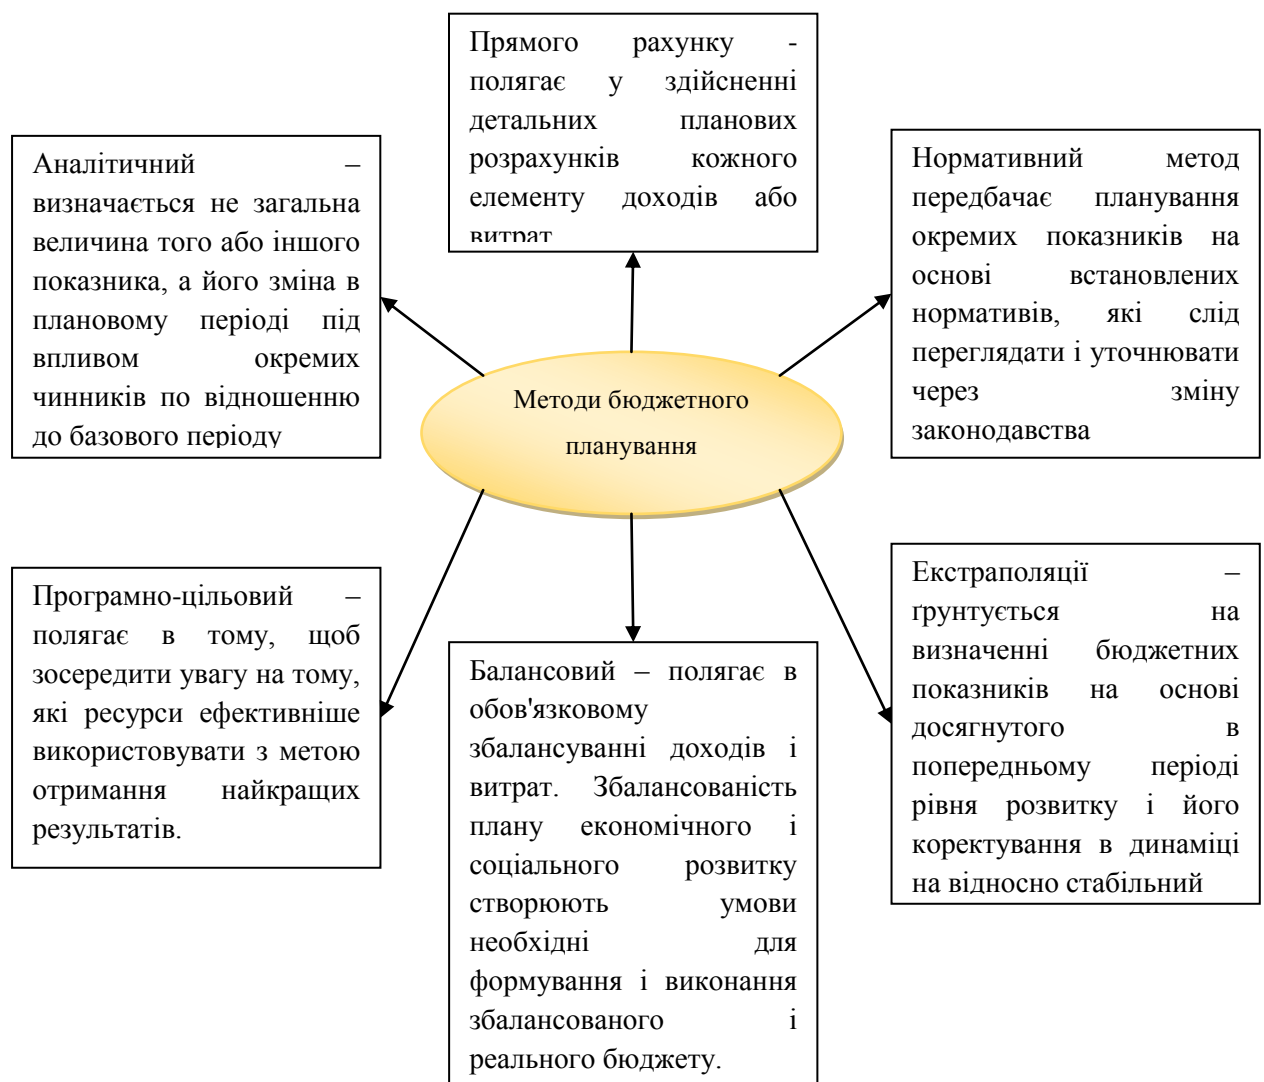 Прямого рахунку -
полягає у здійсненні
детальних планових
розрахунків кожного
елементу доходів або
витрат
Аналітичний –
визначається не загальна
величина того або іншого
показника, а його зміна в
плановому періоді під
впливом окремих
чинників по відношенню
до базового періоду
Нормативний метод
передбачає планування
окремих показників на
основі встановлених
нормативів, які слід
переглядати і уточнювати
через зміну
законодавства
Методи бюджетного
планування
Програмно-цільовий –
полягає в тому, щоб
зосередити увагу на тому,
які ресурси ефективніше
використовувати з метою
отримання найкращих
результатів.
Балансовий – полягає в
обов'язковому
збалансуванні доходів і
витрат. Збалансованість
плану економічного і
соціального розвитку
створюють умови
необхідні для
формування і виконання
збалансованого і
реального бюджету.
Екстраполяції –
ґрунтується на
визначенні бюджетних
показників на основі
досягнутого в
попередньому періоді
рівня розвитку і його
коректування в динаміці
на відносно стабільний